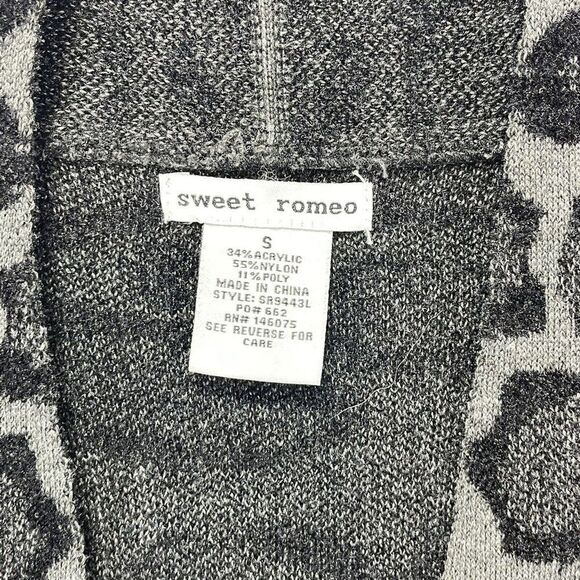 sweet romeo
S
34%ACRYLIC
55%NYLON
11%POLY
MADE IN CHINA
STYLE: SR9443L
PO# 662
RN# 146075
SEE REVERSE FOR
CARE